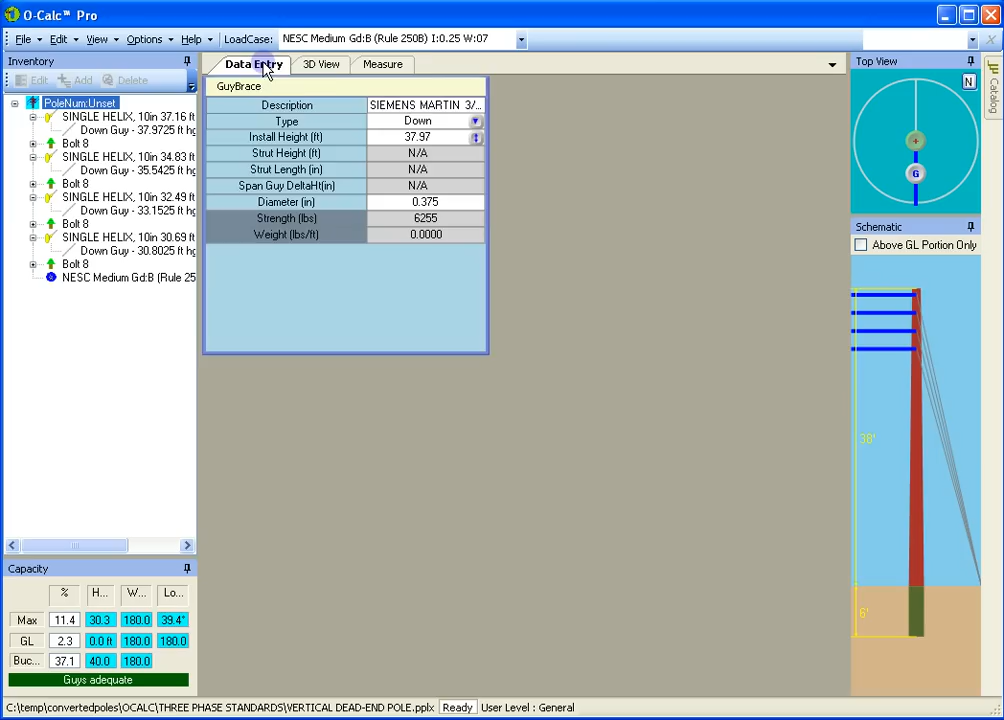 O-Calc™ Pro
File Edit View Options Help LoadCase: NESC Medium Gd:B (Rule 250B) I:0.25 W:07
Inventory
Edit Add Delete
PoleNum:Unset
SINGLE HELIX, 10in 37.16 ft
Down Guy - 37.9725 ft hg
Bolt 8
SINGLE HELIX, 10in 34.83 ft
Down Guy - 35.5425 ft hg
Bolt 8
SINGLE HELIX, 10in 32.49 ft
Down Guy - 33.1525 ft hg
Bolt 8
SINGLE HELIX, 10in 30.69 ft
Down Guy - 30.8025 ft hg
Bolt 8
NESC Medium Gd:B (Rule 25
Capacity
% H... W... Lo...
Max 11.4 30.3 180.0 39.4°
GL 2.3 0.0 ft 180.0 180.0
Buc... 37.1 40.0 180.0
Guys adequate
Data Entry 3D View Measure
GuyBrace
Description SIEMENS MARTIN 3/...
Type Down
Install Height (ft) 37.97
Strut Height (ft) N/A
Strut Length (in) N/A
Span Guy DeltaHt(in) N/A
Diameter (in) 0.375
Strength (lbs) 6255
Weight (lbs/ft) 0.0000
Top View
N
G
Schematic
Above GL Portion Only
38'
6'
Catalog
C:\temp\convertedpoles\OCALC\THREE PHASE STANDARDS\VERTICAL DEAD-END POLE.pplx Ready User Level : General